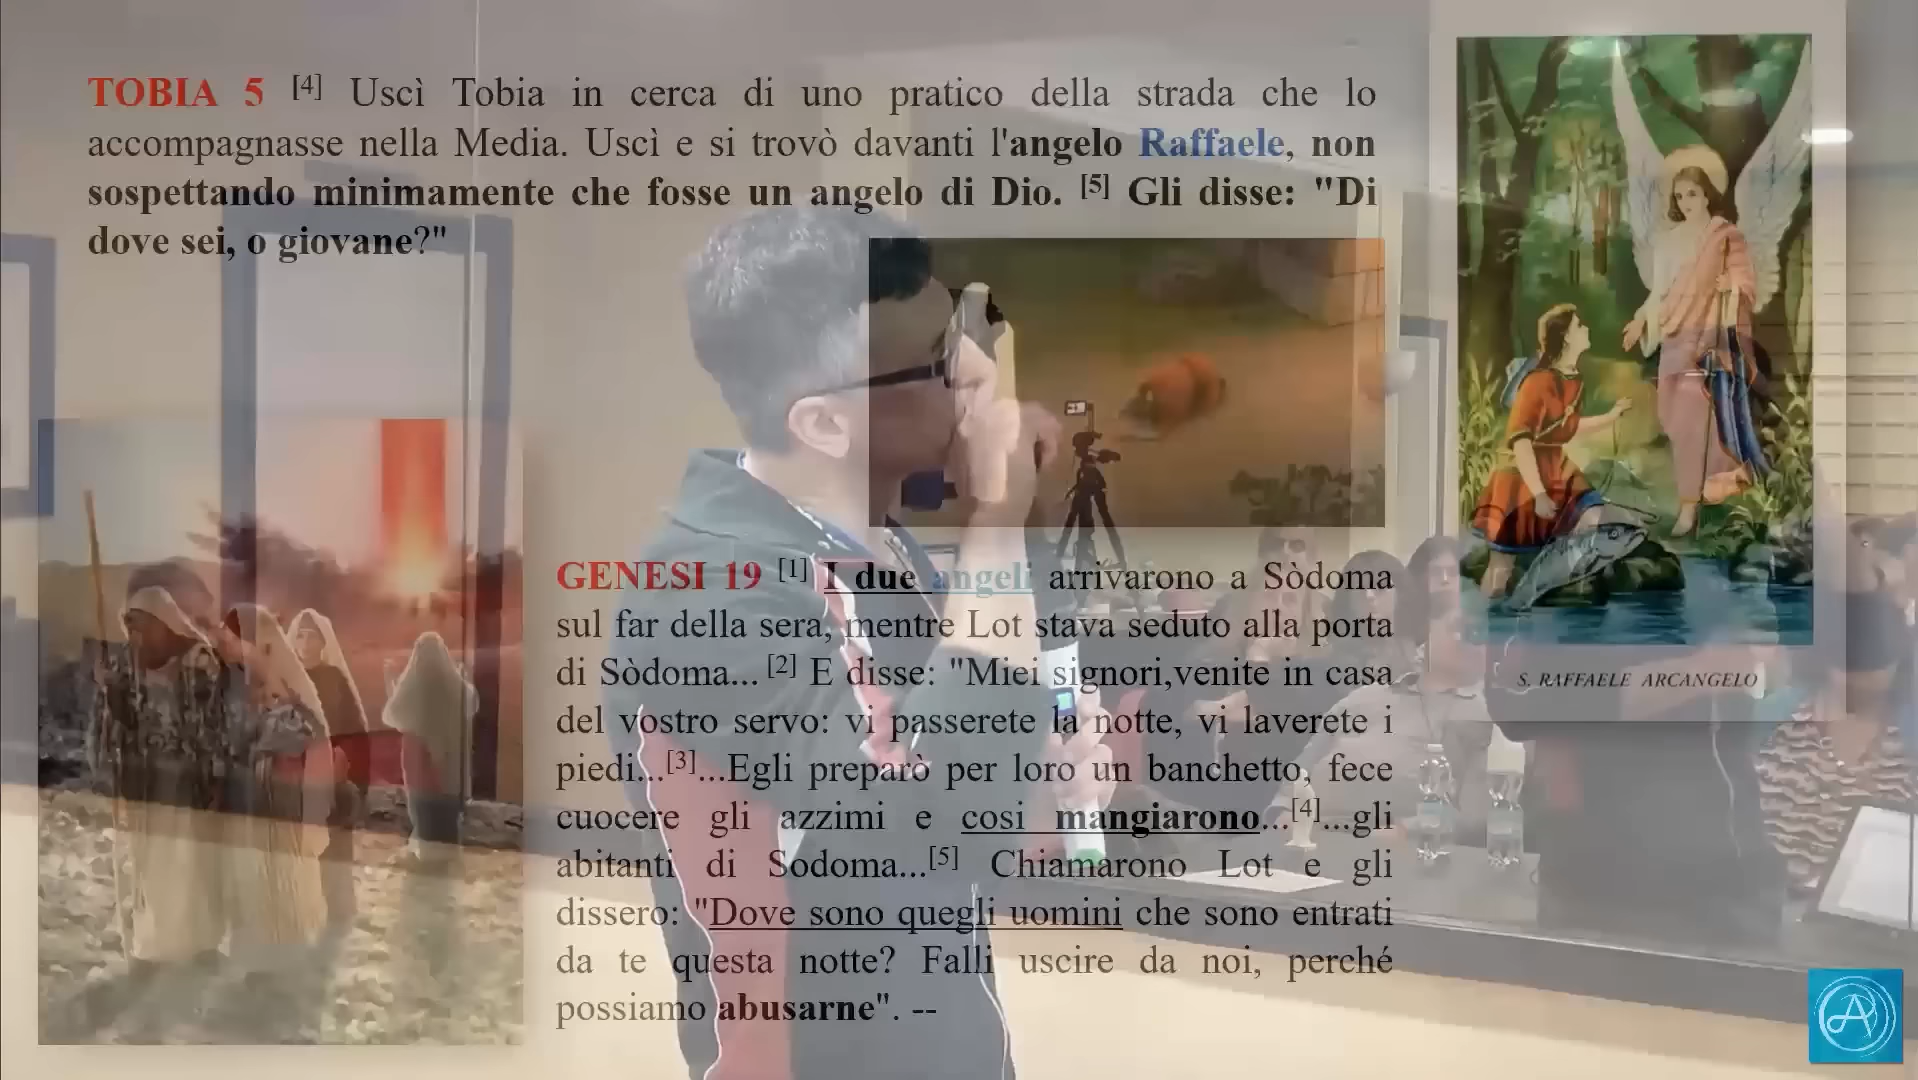 TOBIA 5 [4] Uscì Tobia in cerca di uno pratico della strada che lo
accompagnasse nella Media. Uscì e si trovò davanti l'angelo Raffaele, non
sospettando minimamente che fosse un angelo di Dio. [5] Gli disse: "Di
dove sei, o giovane?"
GENESI 19 [1] I due angeli arrivarono a Sòdoma
sul far della sera, mentre Lot stava seduto alla porta
di Sòdoma... [2] E disse: "Miei signori,venite in casa
del vostro servo: vi passerete la notte, vi laverete i
piedi...[3]...Egli preparò per loro un banchetto, fece
cuocere gli azzimi e così mangiarono...[4]...gli
abitanti di Sodoma...[5] Chiamarono Lot e gli
dissero: "Dove sono quegli uomini che sono entrati
da te questa notte? Falli uscire da noi, perché
possiamo abusarne". --
S. RAFFAELE ARCANGELO